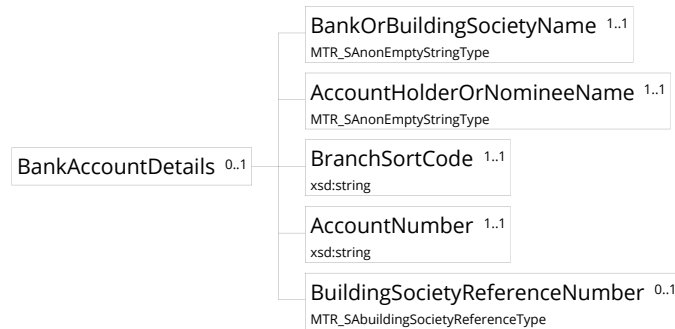 BankOrBuildingSocietyName 1..1
MTR_SAnonEmptyStringType
AccountHolderOrNomineeName 1..1
MTR_SAnonEmptyStringType
BankAccountDetails 0..1
BranchSortCode 1..1
xsd:string
AccountNumber 1..1
xsd:string
BuildingSocietyReferenceNumber 0..1
MTR_SAbuildingSocietyReferenceType